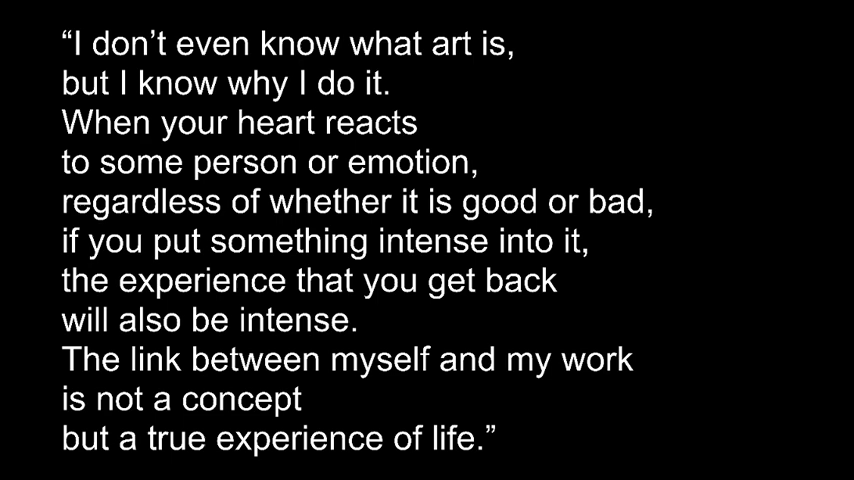 “I don’t even know what art is,
but I know why I do it.
When your heart reacts
to some person or emotion,
regardless of whether it is good or bad,
if you put something intense into it,
the experience that you get back
will also be intense.
The link between myself and my work
is not a concept
but a true experience of life.”